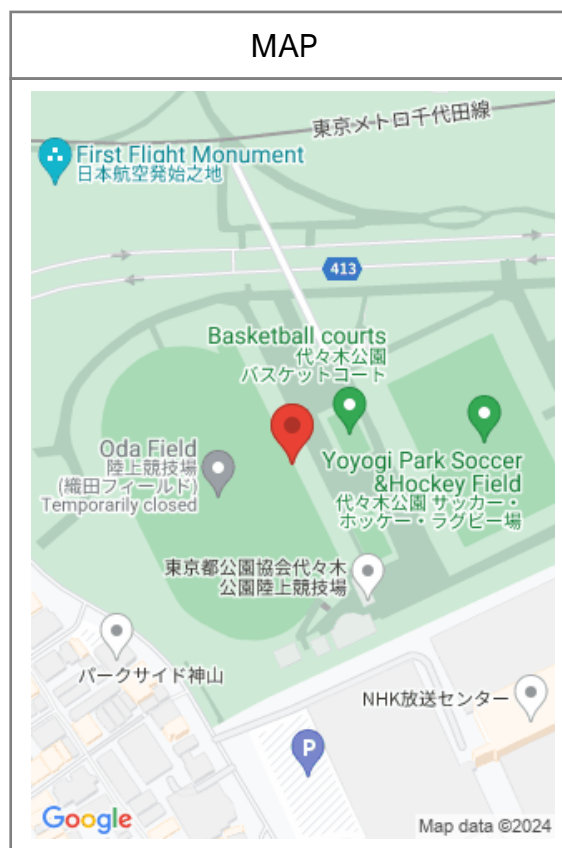 MAP
東京メトロ千代田線
First Flight Monument
日本航空発始之地
413
Basketball courts
代々木公園
バスケットコート
Oda Field
陸上競技場
(織田フィールド)
Temporarily closed
Yoyogi Park Soccer
&Hockey Field
代々木公園 サッカー・
ホッケー・ラグビー場
東京都公園協会代々木
公園陸上競技場
パークサイド神山
NHK放送センター
P
Google
Map data ©2024